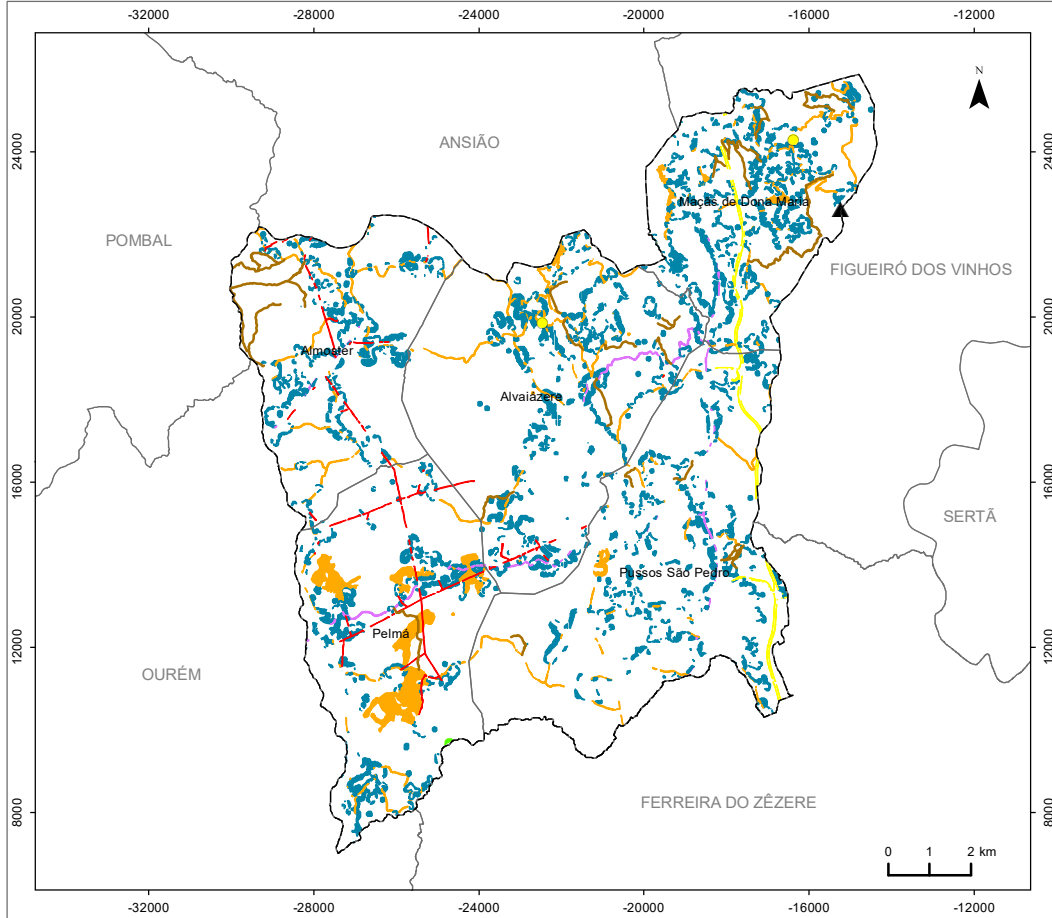 -32000 -28000 -24000 -20000 -16000 -12000
N
24000 24000
ANSIÃO
Maçãs de Dona Maria
POMBAL
FIGUEIRÓ DOS VINHOS
20000 20000
Almoster
Alvaiázere
16000 16000
SERTÃ
Pussos São Pedro
Pelmá
12000 12000
OURÉM
FERREIRA DO ZÊZERE
8000 8000
0 1 2 km
-32000 -28000 -24000 -20000 -16000 -12000